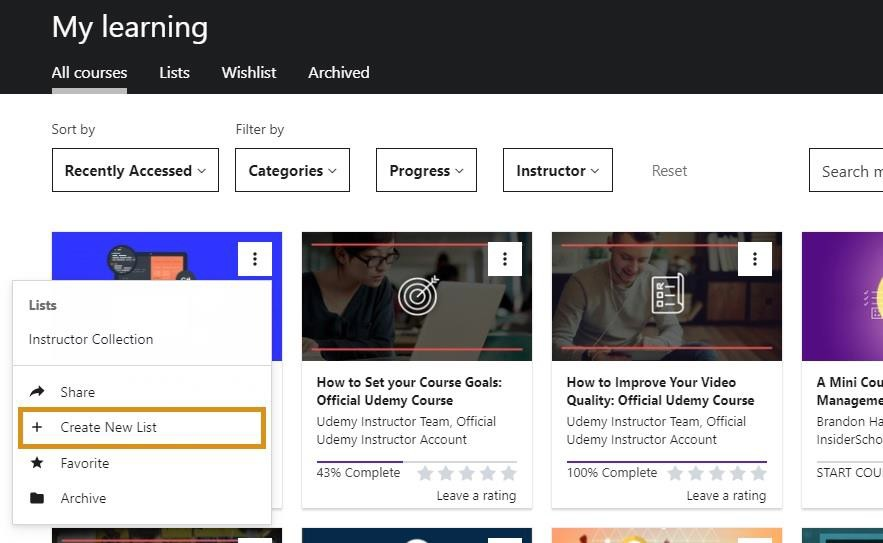 My learning
All courses Lists Wishlist Archived
Sort by Filter by
Recently Accessed Categories Progress Instructor Reset Search m
Lists
Instructor Collection
Share
Create New List
Favorite
Archive
How to Set your Course Goals:
Official Udemy Course
Udemy Instructor Team, Official
Udemy Instructor Account
43% Complete
Leave a rating
How to Improve Your Video
Quality: Official Udemy Course
Udemy Instructor Team, Official
Udemy Instructor Account
100% Complete
Leave a rating
A Mini Cou
Manageme
Brandon Ha
InsiderScho
START COU